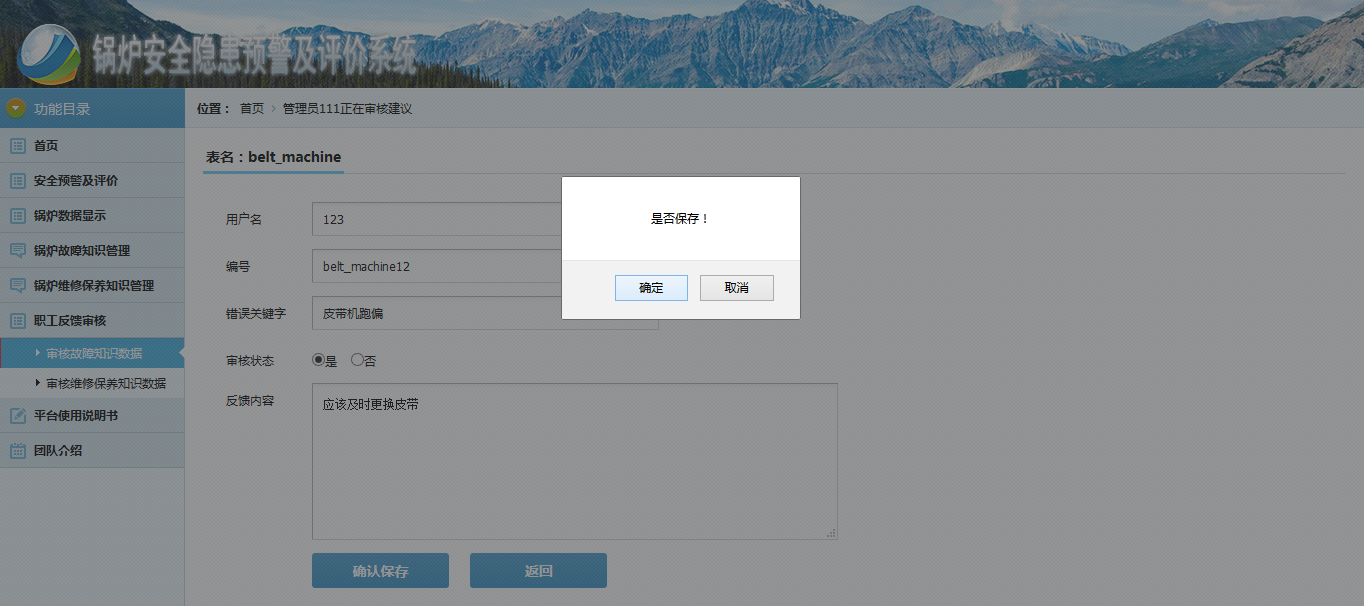 锅炉安全隐患预警及评价系统
功能目录
位置： 首页 管理员111正在审核建议
首页
安全预警及评价
锅炉数据显示
锅炉故障知识管理
锅炉维修保养知识管理
职工反馈审核
审核故障知识数据
审核维修保养知识数据
平台使用说明书
团队介绍
表名：belt_machine
用户名 123
编号 belt_machine12
错误关键字 皮带机跑偏
审核状态 是 否
反馈内容 应该及时更换皮带
确认保存 返回
是否保存！
确定 取消